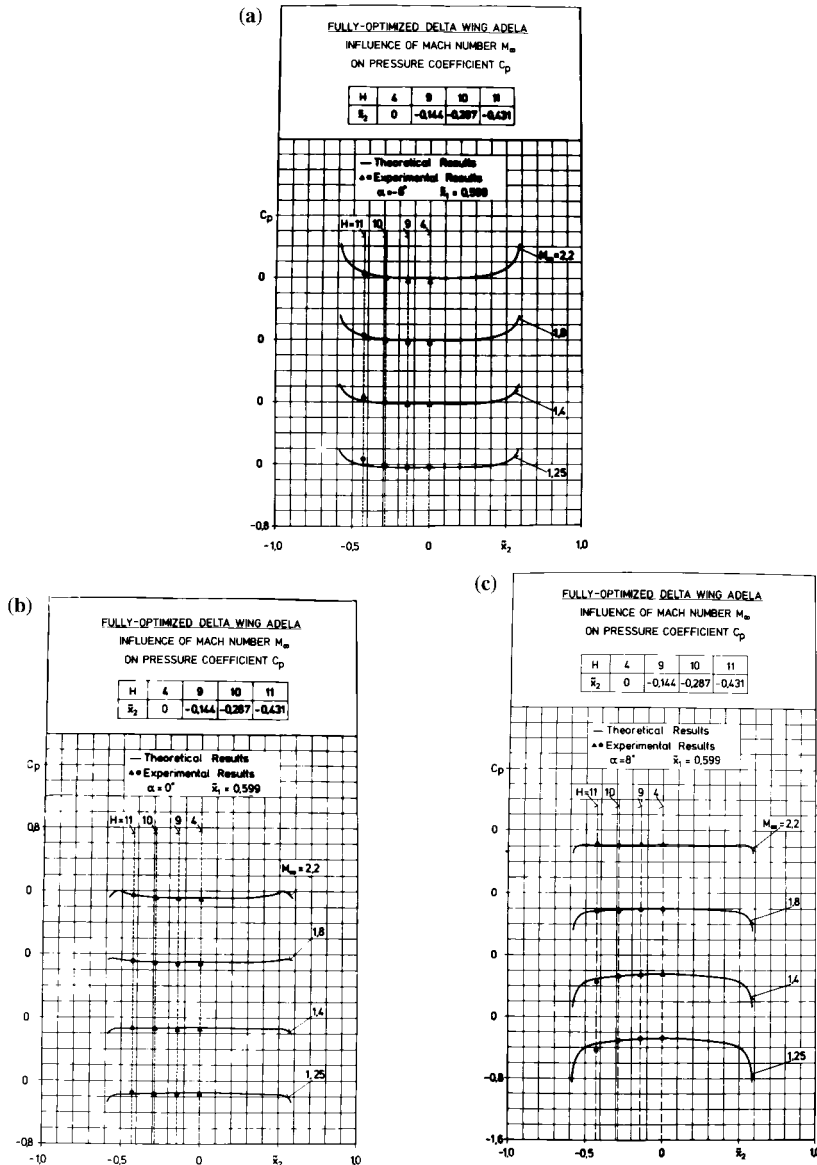 (a)
FULLY-OPTIMIZED DELTA WING ADELA
INFLUENCE OF MACH NUMBER M∞
ON PRESSURE COEFFICIENT Cp
H 4 9 10 11
x̄2 0 -0,144 -0,287 -0,431
— Theoretical Results
▲● Experimental Results
α=-8° x̄1=0,599
Cp
H=11 10 9 4
M∞=2,2
0
1,8
0
1,4
0
1,25
0
-0,8
-1,0 -0,5 0 0,5 x̄2 1,0
(b)
FULLY-OPTIMIZED DELTA WING ADELA
INFLUENCE OF MACH NUMBER M∞
ON PRESSURE COEFFICIENT Cp
H 4 9 10 11
x̄2 0 -0,144 -0,287 -0,431
— Theoretical Results
▲● Experimental Results
α=0° x̄1=0,599
Cp
0,8
H=11 10 9 4
M∞=2,2
0
1,8
0
1,4
0
1,25
0
-0,8
-1,0 -0,5 0 0,5 x̄2 1,0
(c)
FULLY-OPTIMIZED DELTA WING ADELA
INFLUENCE OF MACH NUMBER M∞
ON PRESSURE COEFFICIENT Cp
H 4 9 10 11
x̄2 0 -0,144 -0,287 -0,431
— Theoretical Results
▲● Experimental Results
α=8° x̄1=0,599
Cp
H=11 10 9 4
M∞=2,2
0
1,8
0
1,4
0
1,25
0
-0,8
-1,6
-1,0 -0,5 0 x̄2 1,0